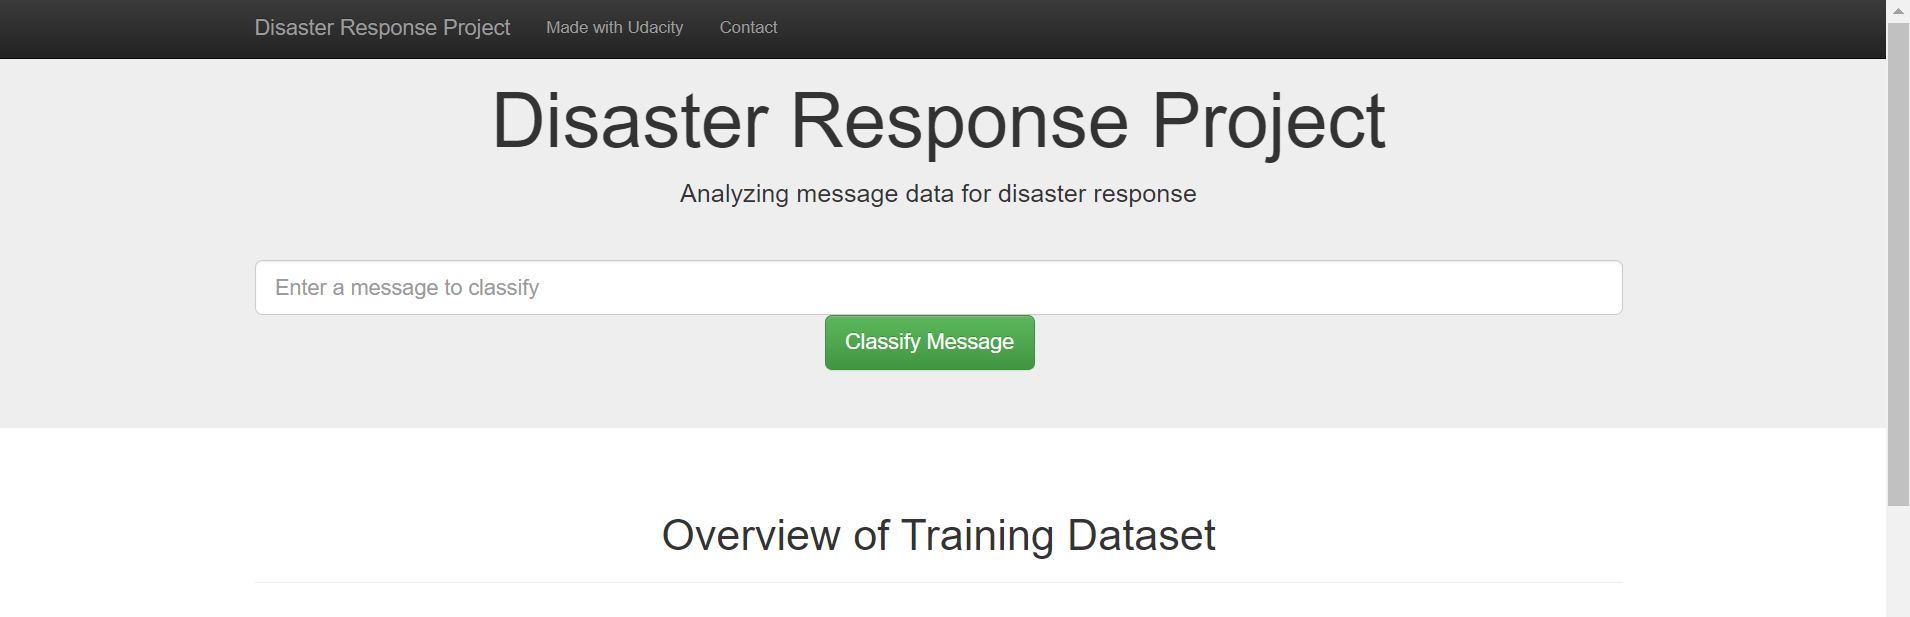 Disaster Response Project Made with Udacity Contact
Disaster Response Project
Analyzing message data for disaster response
Enter a message to classify
Classify Message
Overview of Training Dataset